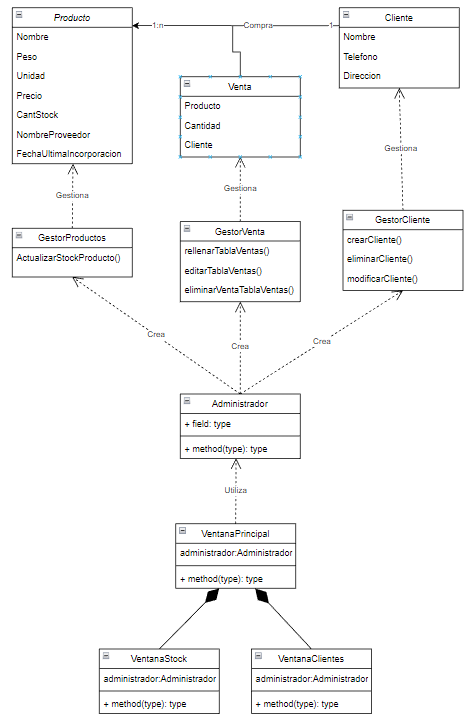 Producto
Nombre
Peso
Unidad
Precio
CantStock
NombreProveedor
FechaUltimaIncorporacion
1:n
Compra
1
Cliente
Nombre
Telefono
Direccion
Venta
Producto
Cantidad
Cliente
Gestiona
Gestiona
Gestiona
GestorProductos
ActualizarStockProducto()
GestorVenta
rellenarTablaVentas()
editarTablaVentas()
eliminarVentaTablaVentas()
GestorCliente
crearCliente()
eliminarCliente()
modificarCliente()
Crea
Crea
Crea
Administrador
+ field: type
+ method(type): type
Utiliza
VentanaPrincipal
administrador:Administrador
+ method(type): type
VentanaStock
administrador:Administrador
+ method(type): type
VentanaClientes
administrador:Administrador
+ method(type): type